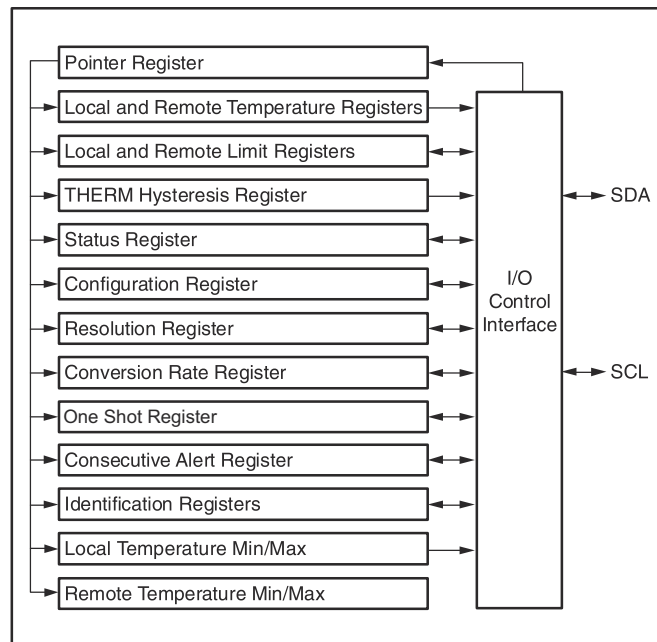 Pointer Register
Local and Remote Temperature Registers
Local and Remote Limit Registers
THERM Hysteresis Register
SDA
Status Register
Configuration Register
I/O
Control
Interface
Resolution Register
Conversion Rate Register
SCL
One Shot Register
Consecutive Alert Register
Identification Registers
Local Temperature Min/Max
Remote Temperature Min/Max